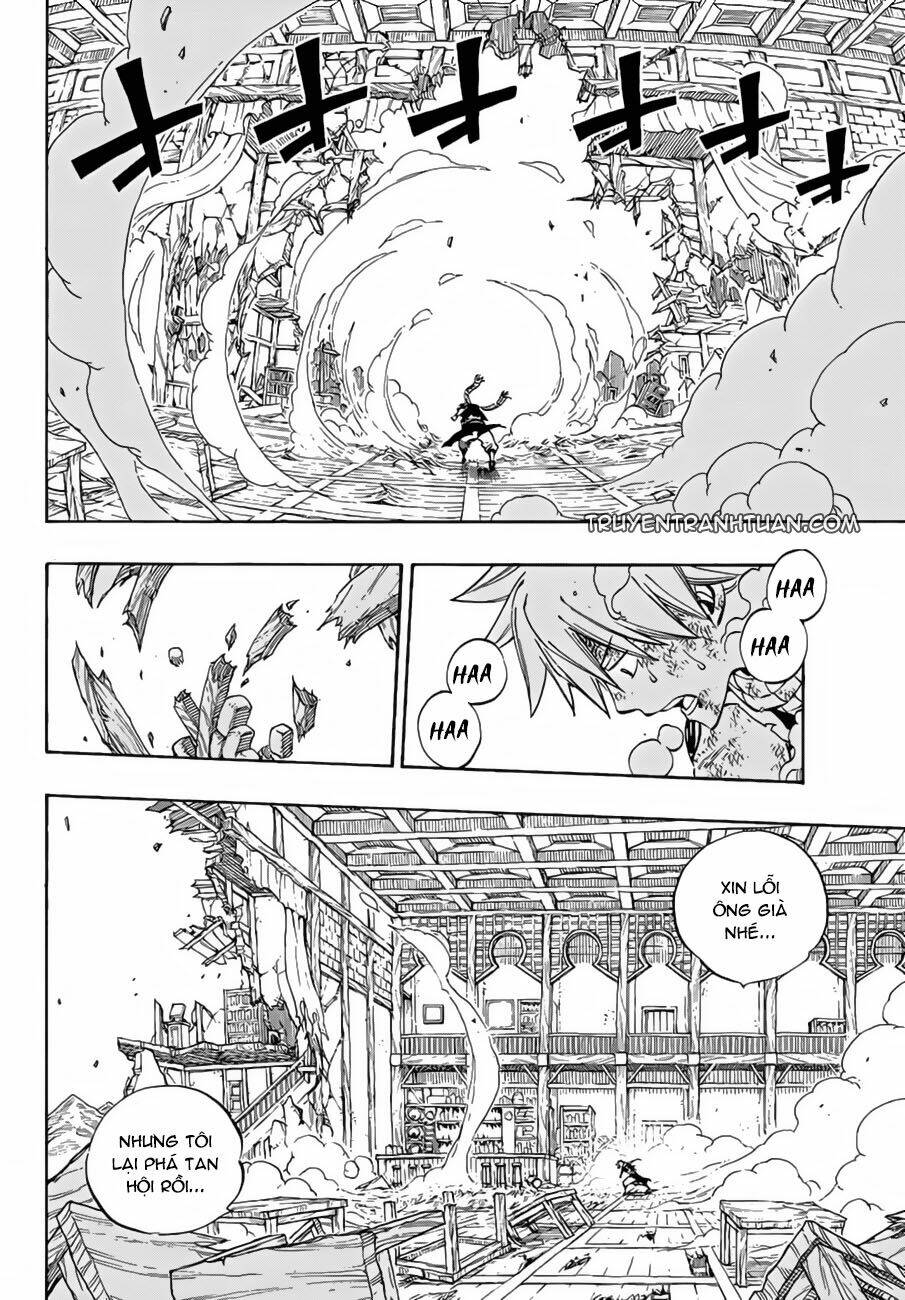 TRUYENTRANHTUAN.COM
HAA
HAA
HAA
HAA
XIN LỖI
ÔNG GIÀ
NHÉ...
NHƯNG TÔI
LẠI PHÁ TAN
HỘI RỒI...